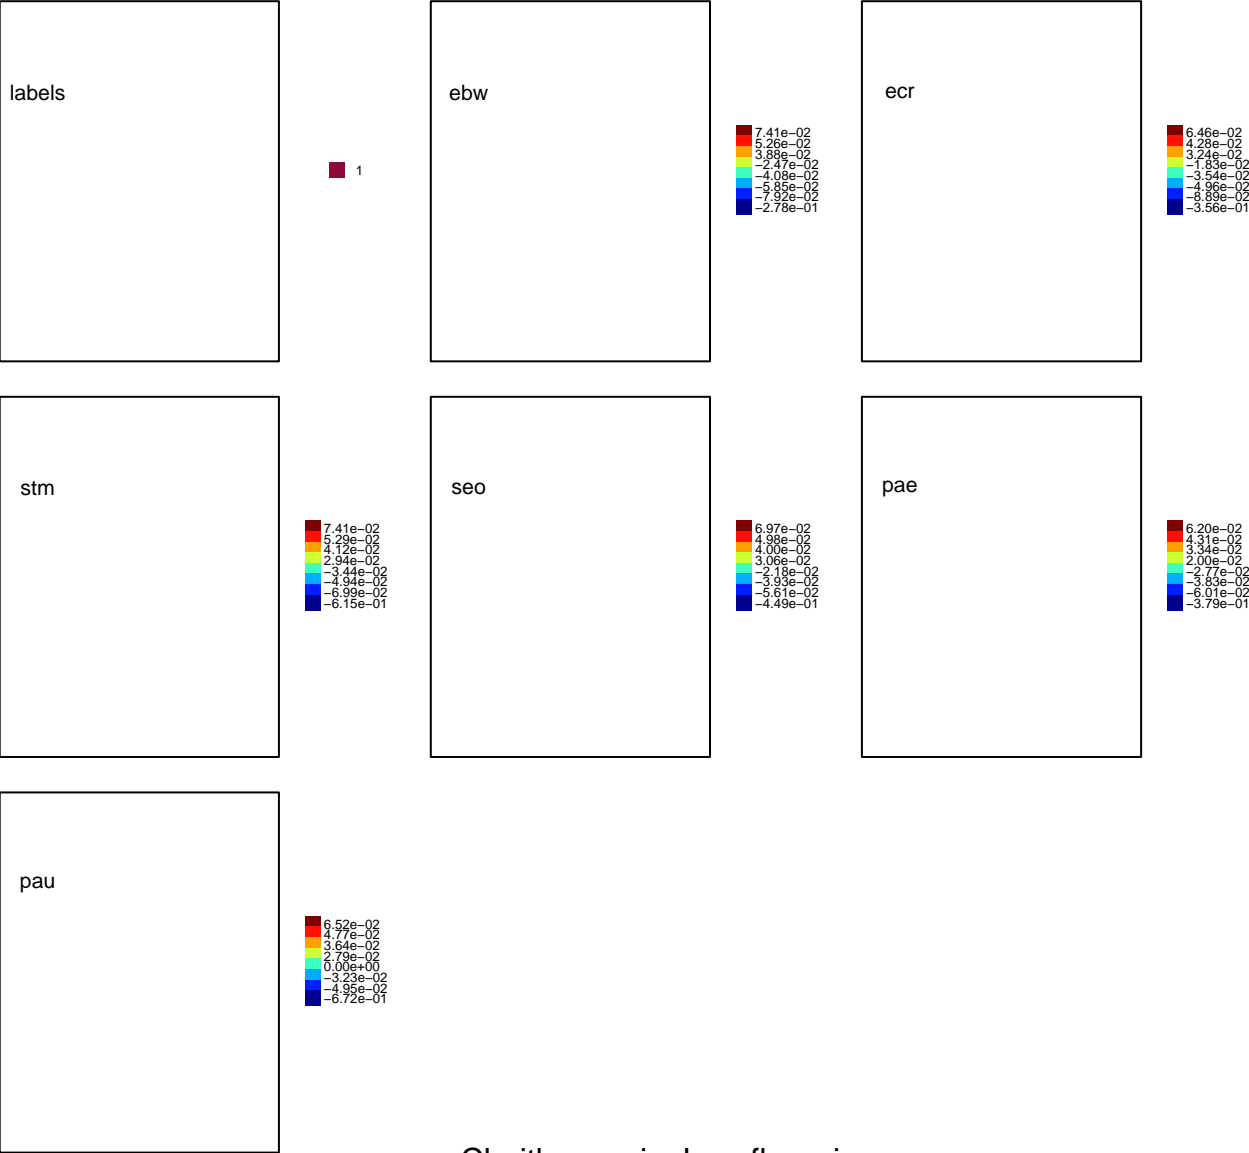 labels
1
ebw
7.41e−02
5.26e−02
3.88e−02
−2.47e−02
−4.08e−02
−5.85e−02
−7.92e−02
−2.78e−01
ecr
6.46e−02
4.28e−02
3.24e−02
−1.83e−02
−3.54e−02
−4.96e−02
−8.89e−02
−3.56e−01
stm
7.41e−02
5.29e−02
4.12e−02
2.94e−02
−3.44e−02
−4.94e−02
−6.99e−02
−6.15e−01
seo
6.97e−02
4.98e−02
4.00e−02
3.06e−02
−2.18e−02
−3.93e−02
−5.61e−02
−4.49e−01
pae
6.20e−02
4.31e−02
3.34e−02
2.00e−02
−2.77e−02
−3.83e−02
−6.01e−02
−3.79e−01
pau
6.52e−02
4.77e−02
3.64e−02
2.79e−02
0.00e+00
−3.23e−02
−4.95e−02
−6.72e−01